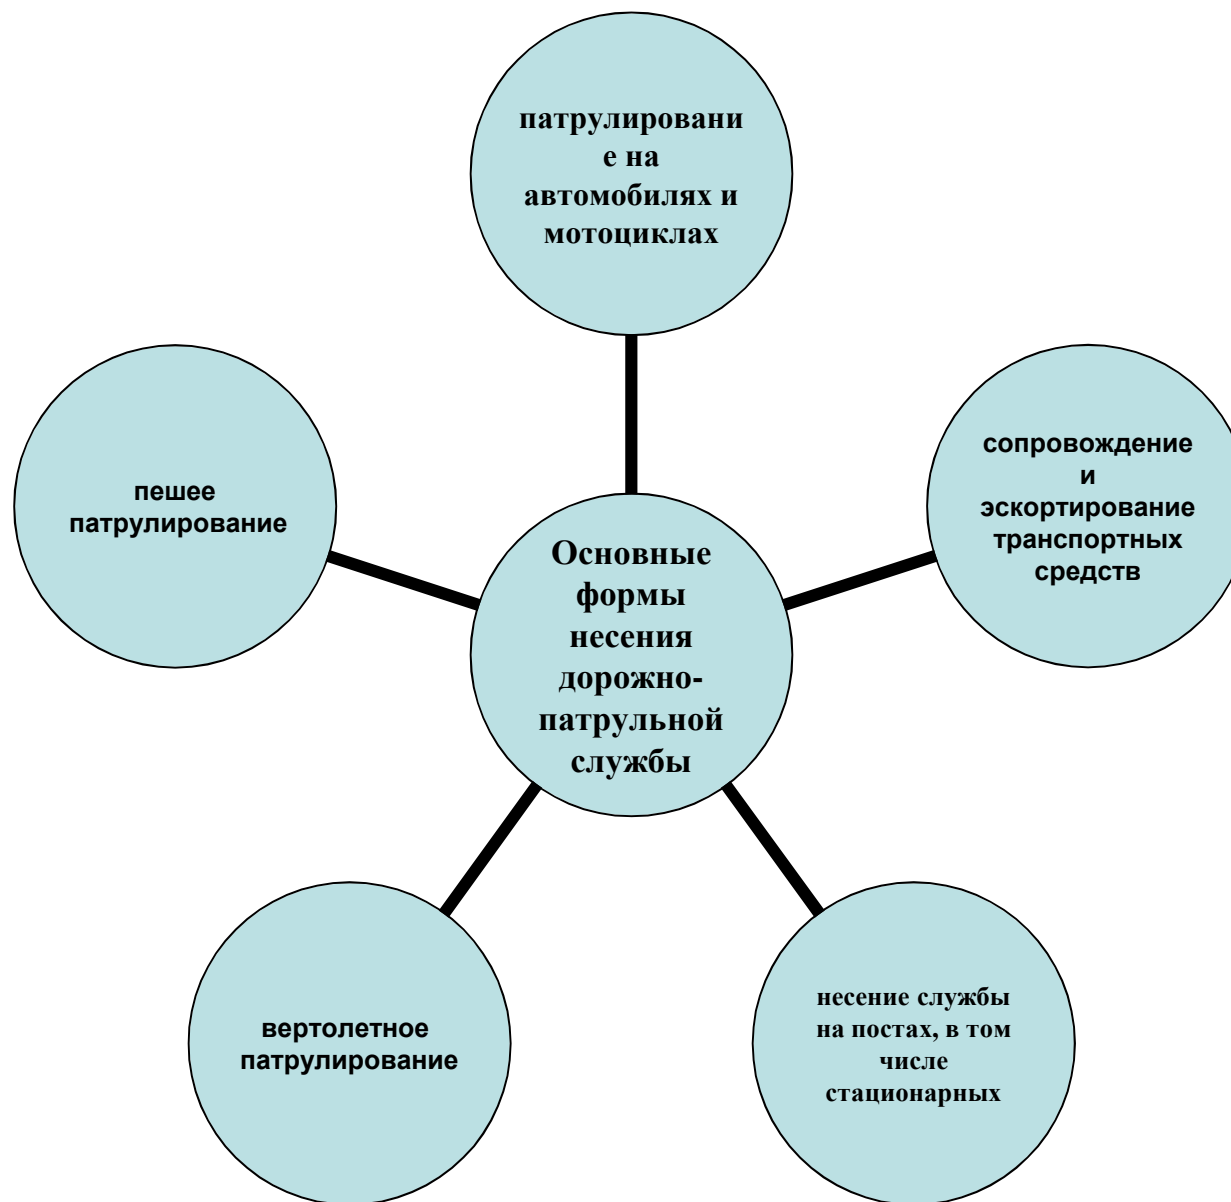 патрулировани
е на
автомобилях и
мотоциклах
сопровождение
и
эскортирование
транспортных
средств
пешее
патрулирование
Основные
формы
несения
дорожно-
патрульной
службы
несение службы
на постах, в том
числе
стационарных
вертолетное
патрулирование